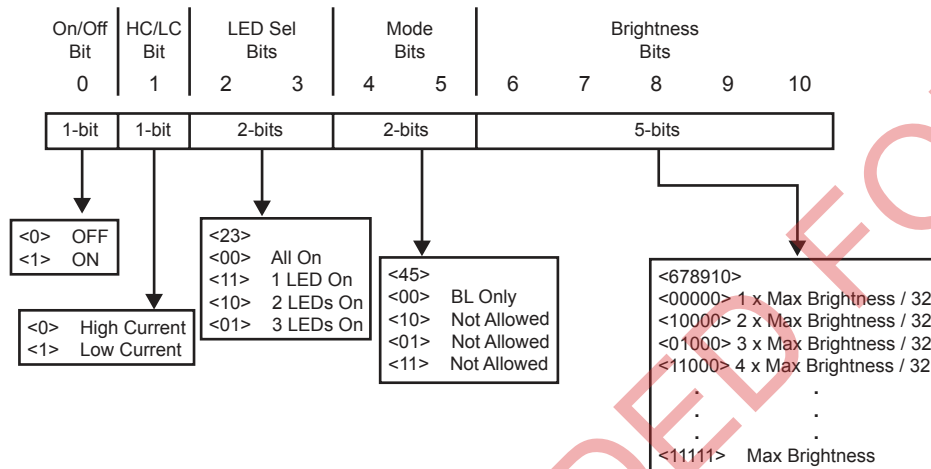 On/Off Bit
HC/LC Bit
LED Sel Bits
Mode Bits
Brightness Bits
0 1 2 3 4 5 6 7 8 9 10
1-bit 1-bit 2-bits 2-bits 5-bits
<0> OFF
<1> ON
<0> High Current
<1> Low Current
<23>
<00> All On
<11> 1 LED On
<10> 2 LEDs On
<01> 3 LEDs On
<45>
<00> BL Only
<10> Not Allowed
<01> Not Allowed
<11> Not Allowed
<678910>
<00000> 1 x Max Brightness / 32
<10000> 2 x Max Brightness / 32
<01000> 3 x Max Brightness / 32
<11000> 4 x Max Brightness / 32
. .
. .
. .
<11111> Max Brightness
DED FO